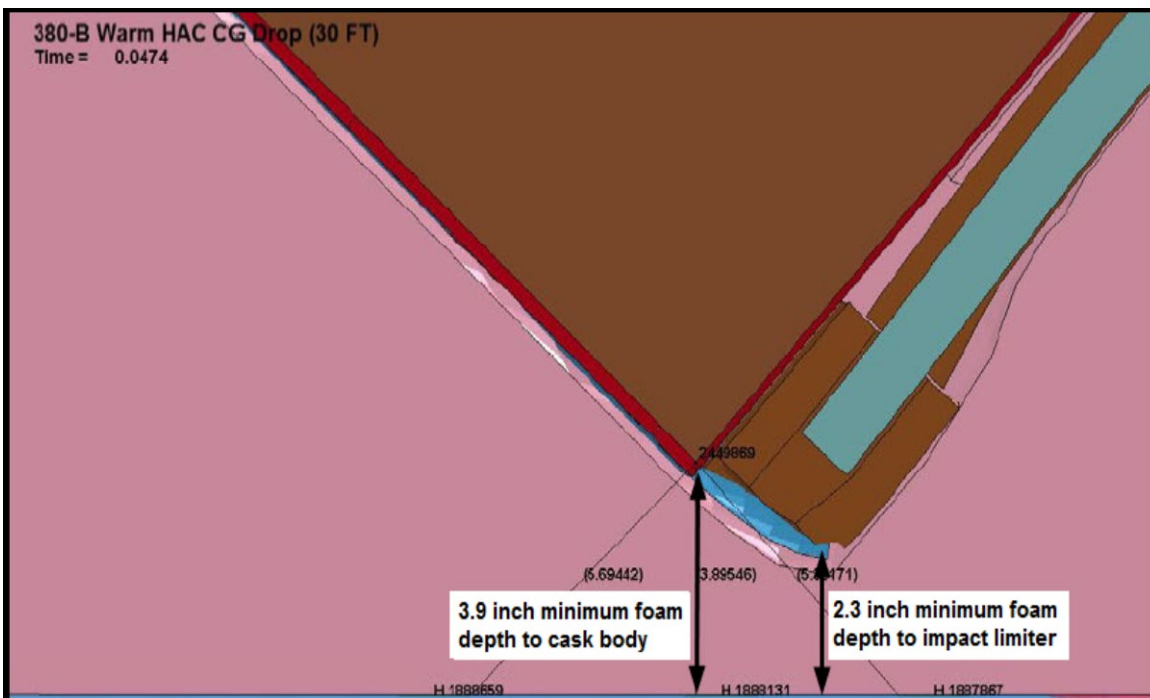 380-B Warm HAC CG Drop (30 FT)
Time = 0.0474
2449869
(5.69442)
(3.89546)
3.9 inch minimum foam
depth to cask body
2.3 inch minimum foam
depth to impact limiter
H 1888659
H 1888131
H 1887867